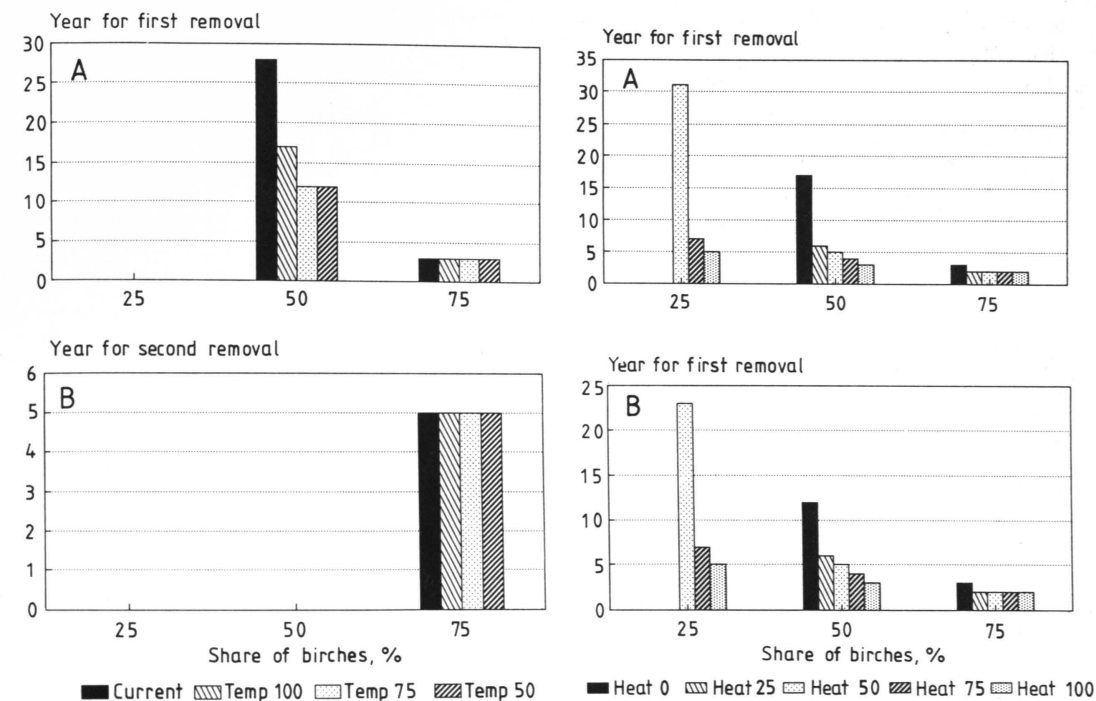 Year for first removal
A
30
25
20
15
10
5
0
25 50 75
Year for second removal
B
6
5
4
3
2
1
0
25 50 75
Share of birches, %
Current Temp 100 Temp 75 Temp 50
Year for first removal
A
35
30
25
20
15
10
5
0
25 50 75
Year for first removal
B
25
20
15
10
5
0
25 50 75
Share of birches, %
Heat 0 Heat 25 Heat 50 Heat 75 Heat 100